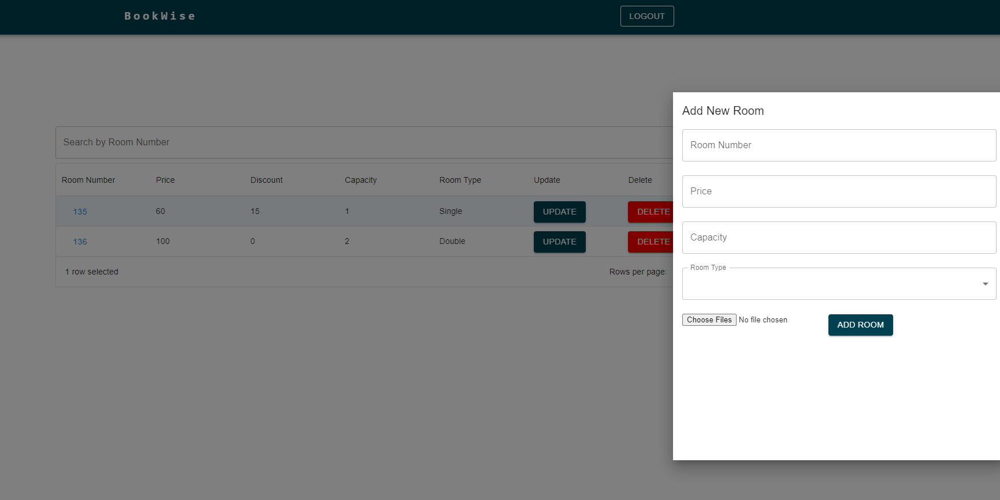 BookWise
LOGOUT
Search by Room Number
Room Number Price Discount Capacity Room Type Update Delete
135 60 15 1 Single UPDATE DELETE
136 100 0 2 Double UPDATE DELETE
1 row selected Rows per page:
Add New Room
Room Number
Price
Capacity
Room Type
Choose Files No file chosen ADD ROOM